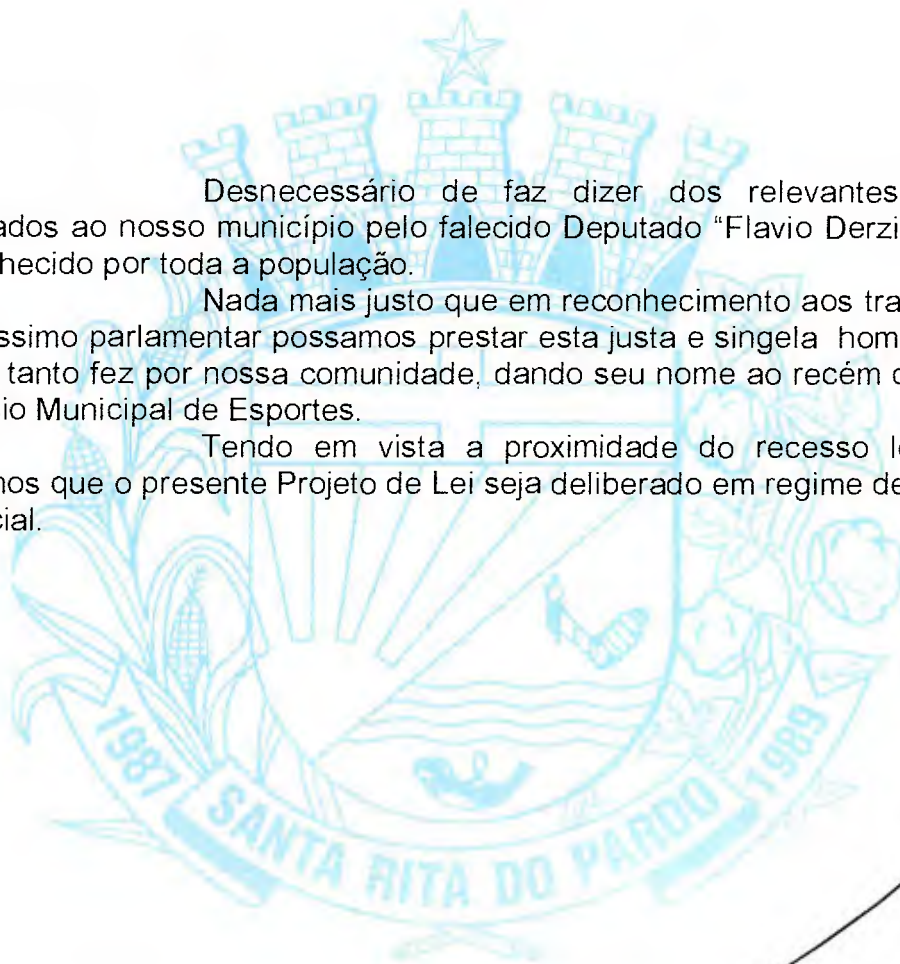 Desnecessário de faz dizer dos relevantes
ados ao nosso município pelo falecido Deputado “Flavio Derzi
hecido por toda a população.
Nada mais justo que em reconhecimento aos tra
ssimo parlamentar possamos prestar esta justa e singela hom
tanto fez por nossa comunidade, dando seu nome ao recém c
io Municipal de Esportes.
Tendo em vista a proximidade do recesso le
nos que o presente Projeto de Lei seja deliberado em regime de
cial.
1987 SANTA RITA DO PARDO 1989